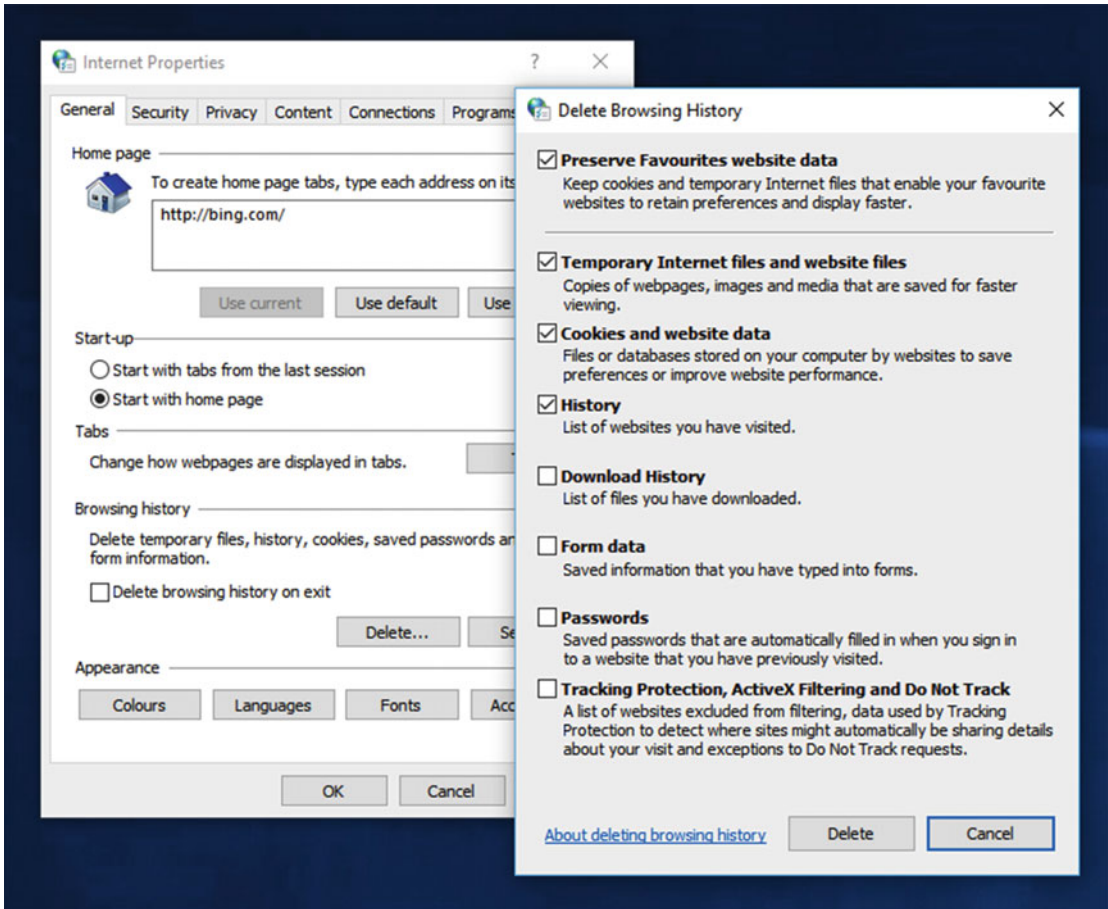 Internet Properties
?
General Security Privacy Content Connections Programs
Home page
To create home page tabs, type each address on its
http://bing.com/
Use current Use default Use
Start-up
Start with tabs from the last session
Start with home page
Tabs
Change how webpages are displayed in tabs.
Browsing history
Delete temporary files, history, cookies, saved passwords
form information.
Delete browsing history on exit
Delete...
Appearance
Colours Languages Fonts
OK Cancel
Delete Browsing History
Preserve Favourites website data
Keep cookies and temporary Internet files that enable your favourite
websites to retain preferences and display faster.
Temporary Internet files and website files
Copies of webpages, images and media that are saved for faster
viewing.
Cookies and website data
Files or databases stored on your computer by websites to save
preferences or improve website performance.
History
List of websites you have visited.
Download History
List of files you have downloaded.
Form data
Saved information that you have typed into forms.
Passwords
Saved passwords that are automatically filled in when you sign in
to a website that you have previously visited.
Tracking Protection, ActiveX Filtering and Do Not Track
A list of websites excluded from filtering, data used by Tracking
Protection to detect where sites might automatically be sharing details
about your visit and exceptions to Do Not Track requests.
About deleting browsing history Delete Cancel